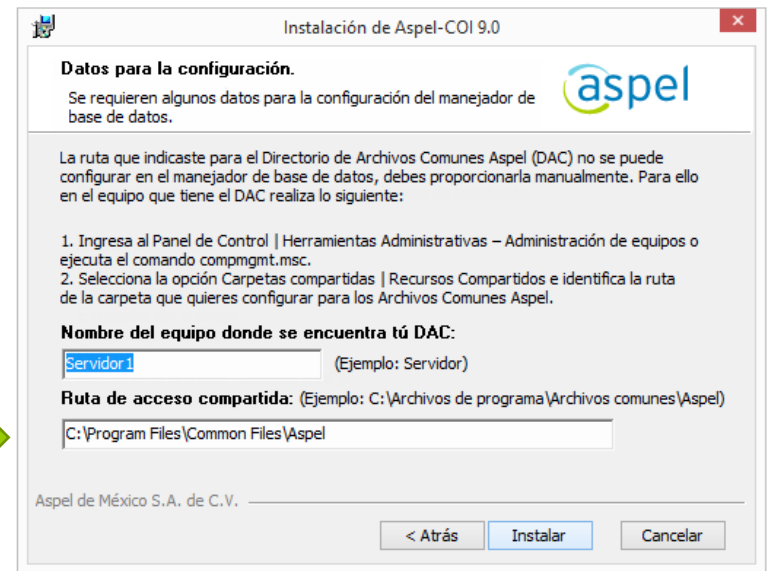 Instalación de Aspel-COI 9.0
Datos para la configuración.
Se requieren algunos datos para la configuración del manejador de
base de datos.
aspel
La ruta que indicaste para el Directorio de Archivos Comunes Aspel (DAC) no se puede
configurar en el manejador de base de datos, debes proporcionarla manualmente. Para ello
en el equipo que tiene el DAC realiza lo siguiente:
1. Ingresa al Panel de Control | Herramientas Administrativas – Administración de equipos o
ejecuta el comando compmgmt.msc.
2. Selecciona la opción Carpetas compartidas | Recursos Compartidos e identifica la ruta
de la carpeta que quieres configurar para los Archivos Comunes Aspel.
Nombre del equipo donde se encuentra tú DAC:
Servidor1 (Ejemplo: Servidor)
Ruta de acceso compartida: (Ejemplo: C:\Archivos de programa\Archivos comunes\Aspel)
C:\Program Files\Common Files\Aspel
Aspel de México S.A. de C.V.
< Atrás Instalar Cancelar